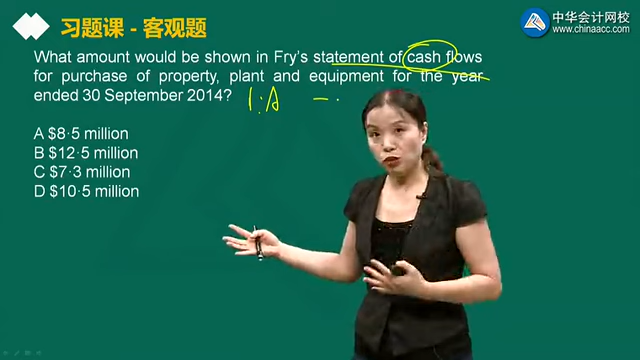 习题课 - 客观题
中华会计网校
www.chinaacc.com
What amount would be shown in Fry's statement of cash flows
for purchase of property, plant and equipment for the year
ended 30 September 2014?
1:A -
A $8·5 million
B $12·5 million
C $7·3 million
D $10·5 million